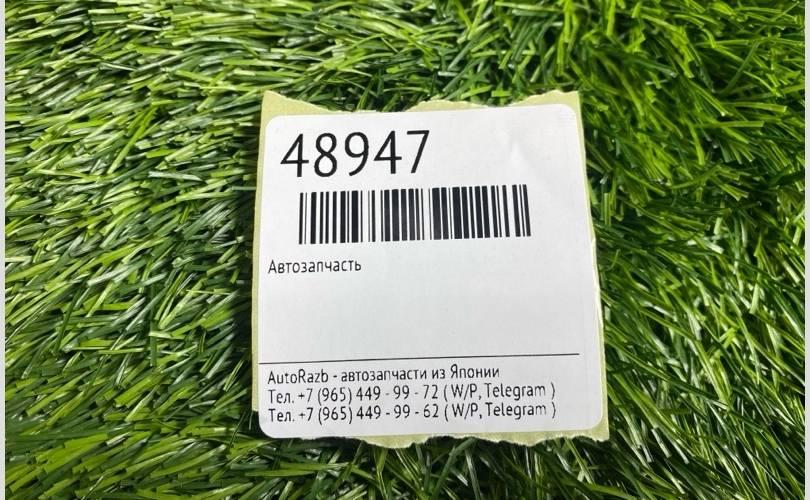 48947
Автозапчасть
AutoRazb - автозапчасти из Японии
Тел. +7 (965) 449 - 99 - 72 ( W/P, Telegram )
Тел. +7 (965) 449 - 99 - 62 ( W/P, Telegram )